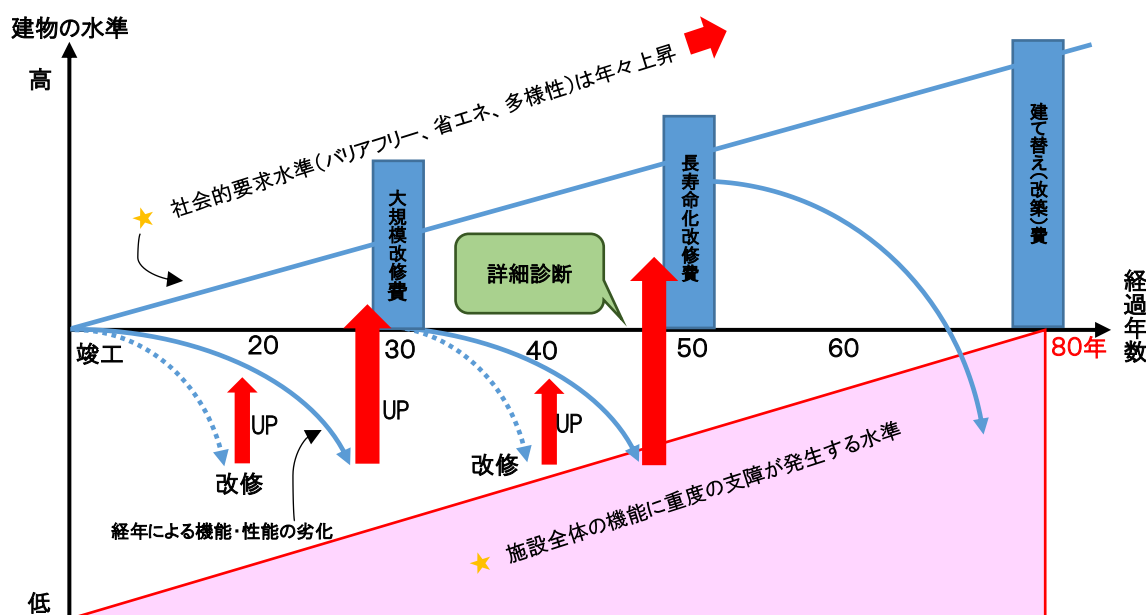 建物の水準
高
社会的要求水準(バリアフリー、省エネ、多様性)は年々上昇
大規模改修費
長寿命化改修費
建て替え(改築)費
詳細診断
経過年数
竣工
20
30
40
50
60
80年
UP
UP
UP
改修
改修
経年による機能・性能の劣化
施設全体の機能に重度の支障が発生する水準
低